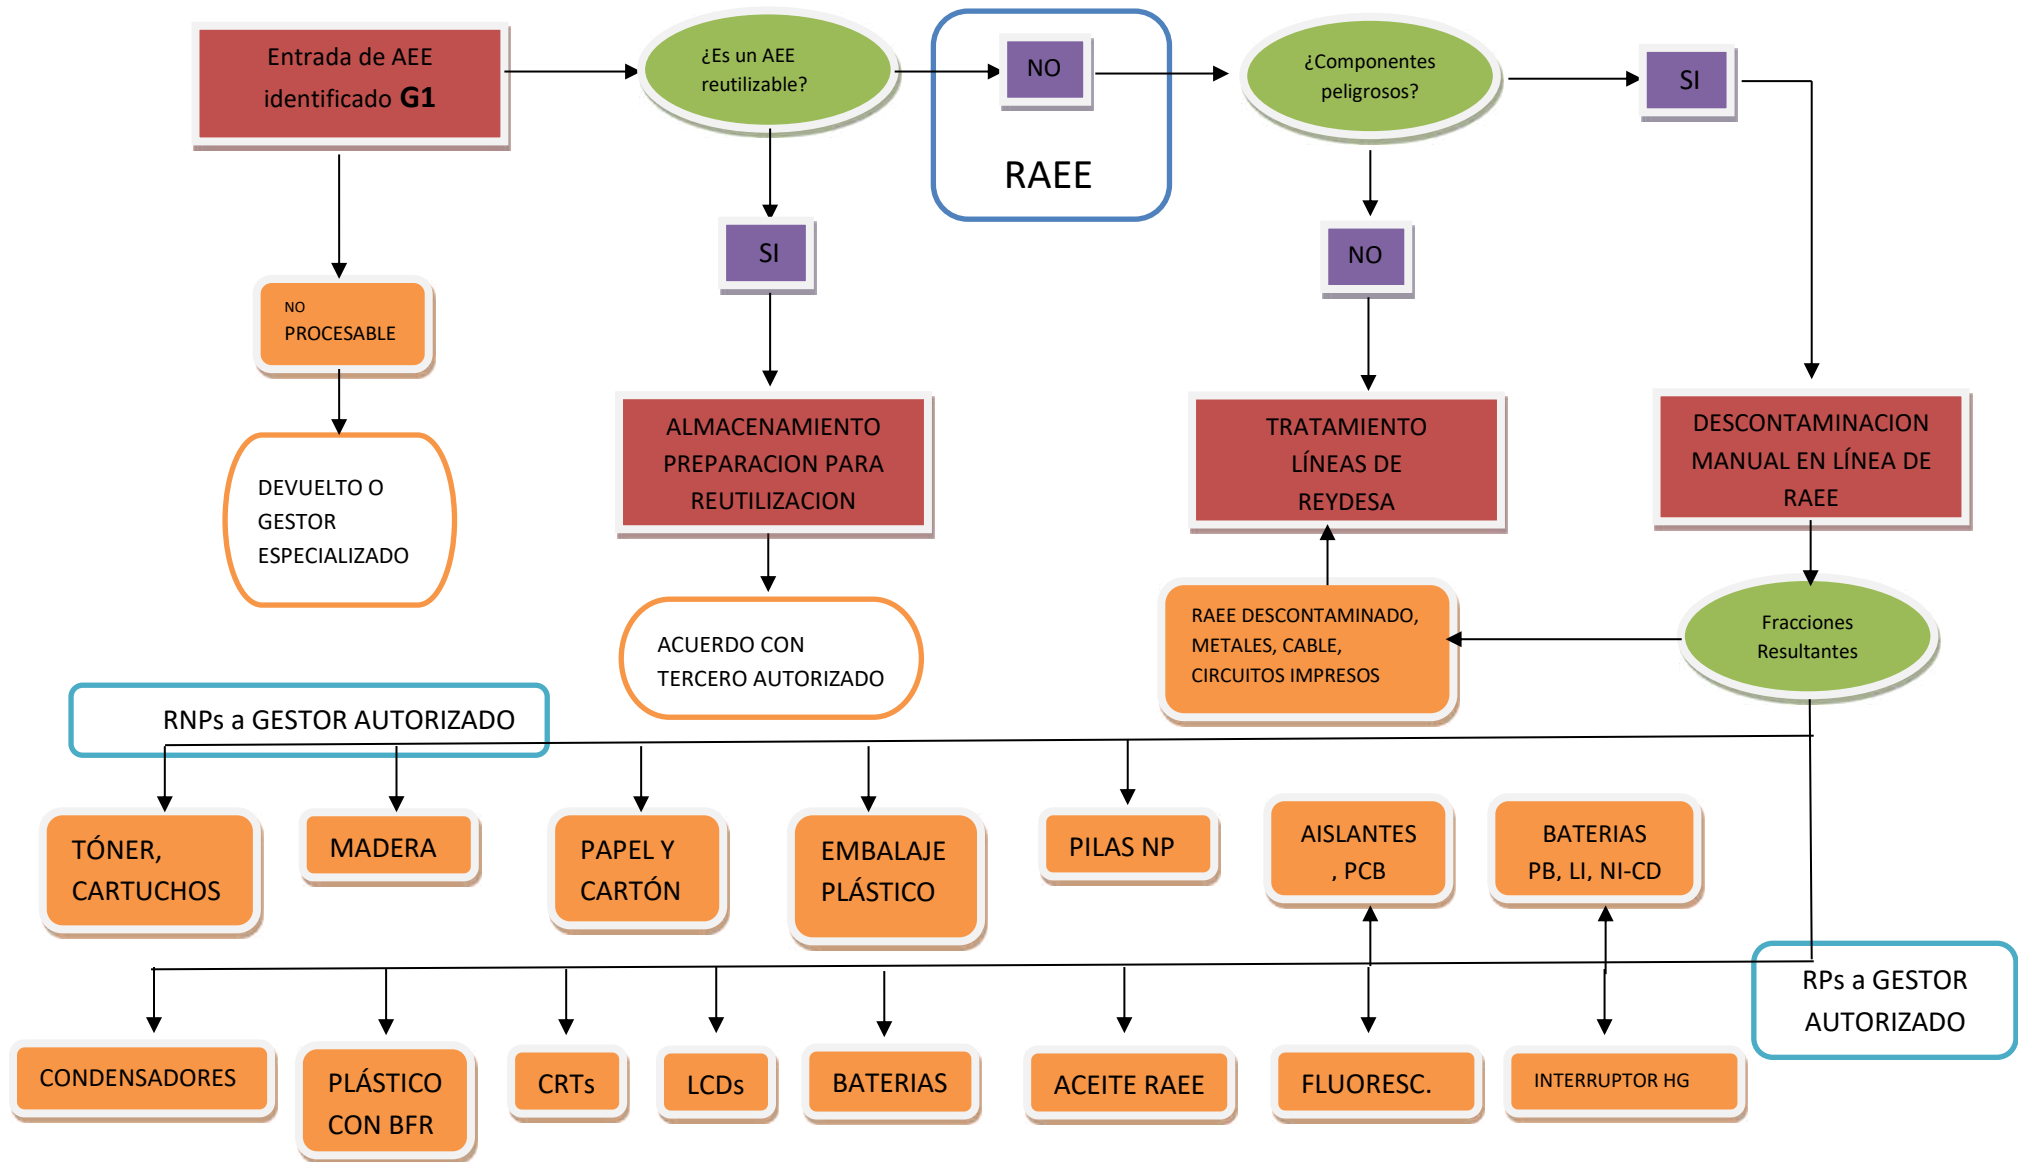 Entrada de AEE
identificado G1
¿Es un AEE
reutilizable?
NO
RAEE
¿Componentes
peligrosos?
SI
SI
NO
NO
PROCESABLE
DEVUELTO O
GESTOR
ESPECIALIZADO
ALMACENAMIENTO
PREPARACION PARA
REUTILIZACION
TRATAMIENTO
LÍNEAS DE
REYDESA
DESCONTAMINACION
MANUAL EN LÍNEA DE
RAEE
ACUERDO CON
TERCERO AUTORIZADO
RAEE DESCONTAMINADO,
METALES, CABLE,
CIRCUITOS IMPRESOS
Fracciones
Resultantes
RNPs a GESTOR AUTORIZADO
TÓNER,
CARTUCHOS
MADERA
PAPEL Y
CARTÓN
EMBALAJE
PLÁSTICO
PILAS NP
AISLANTES
, PCB
BATERIAS
PB, LI, NI-CD
RPs a GESTOR
AUTORIZADO
CONDENSADORES
PLÁSTICO
CON BFR
CRTs
LCDs
BATERIAS
ACEITE RAEE
FLUORESC.
INTERRUPTOR HG